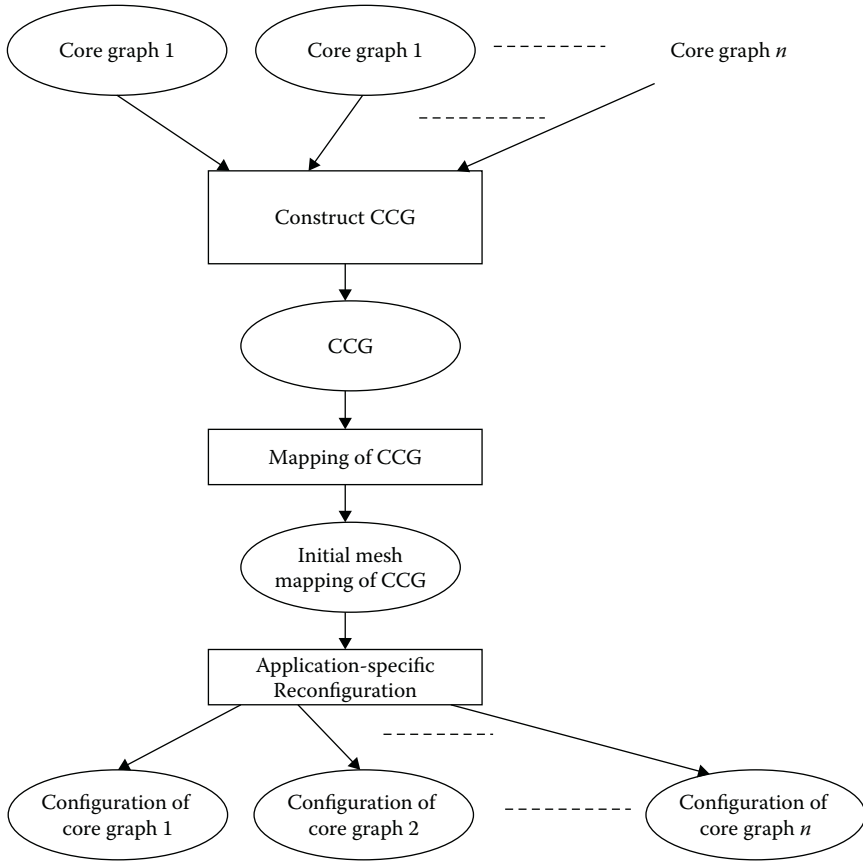 Core graph 1
Core graph 1
Core graph n
Construct CCG
CCG
Mapping of CCG
Initial mesh
mapping of CCG
Application-specific
Reconfiguration
Configuration of
core graph 1
Configuration of
core graph 2
Configuration of
core graph n